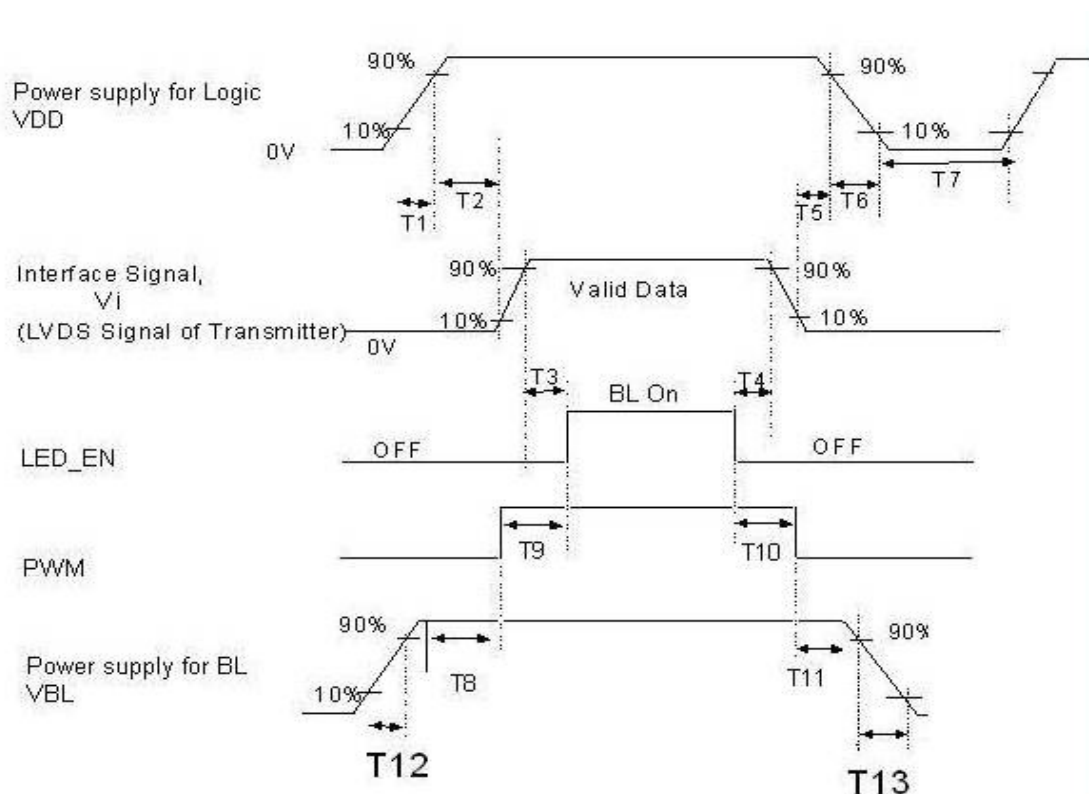 90%
90%
Power supply for Logic
VDD
10%
10%
0V
T1
T2
T5
T6
T7
Interface Signal,
Vi
(LVDS Signal of Transmitter)
90%
Valid Data
90%
10%
10%
0V
T3
BL On
T4
LED_EN
OFF
OFF
T9
T10
PWM
90%
90%
Power supply for BL
VBL
T8
T11
10%
T12
T13